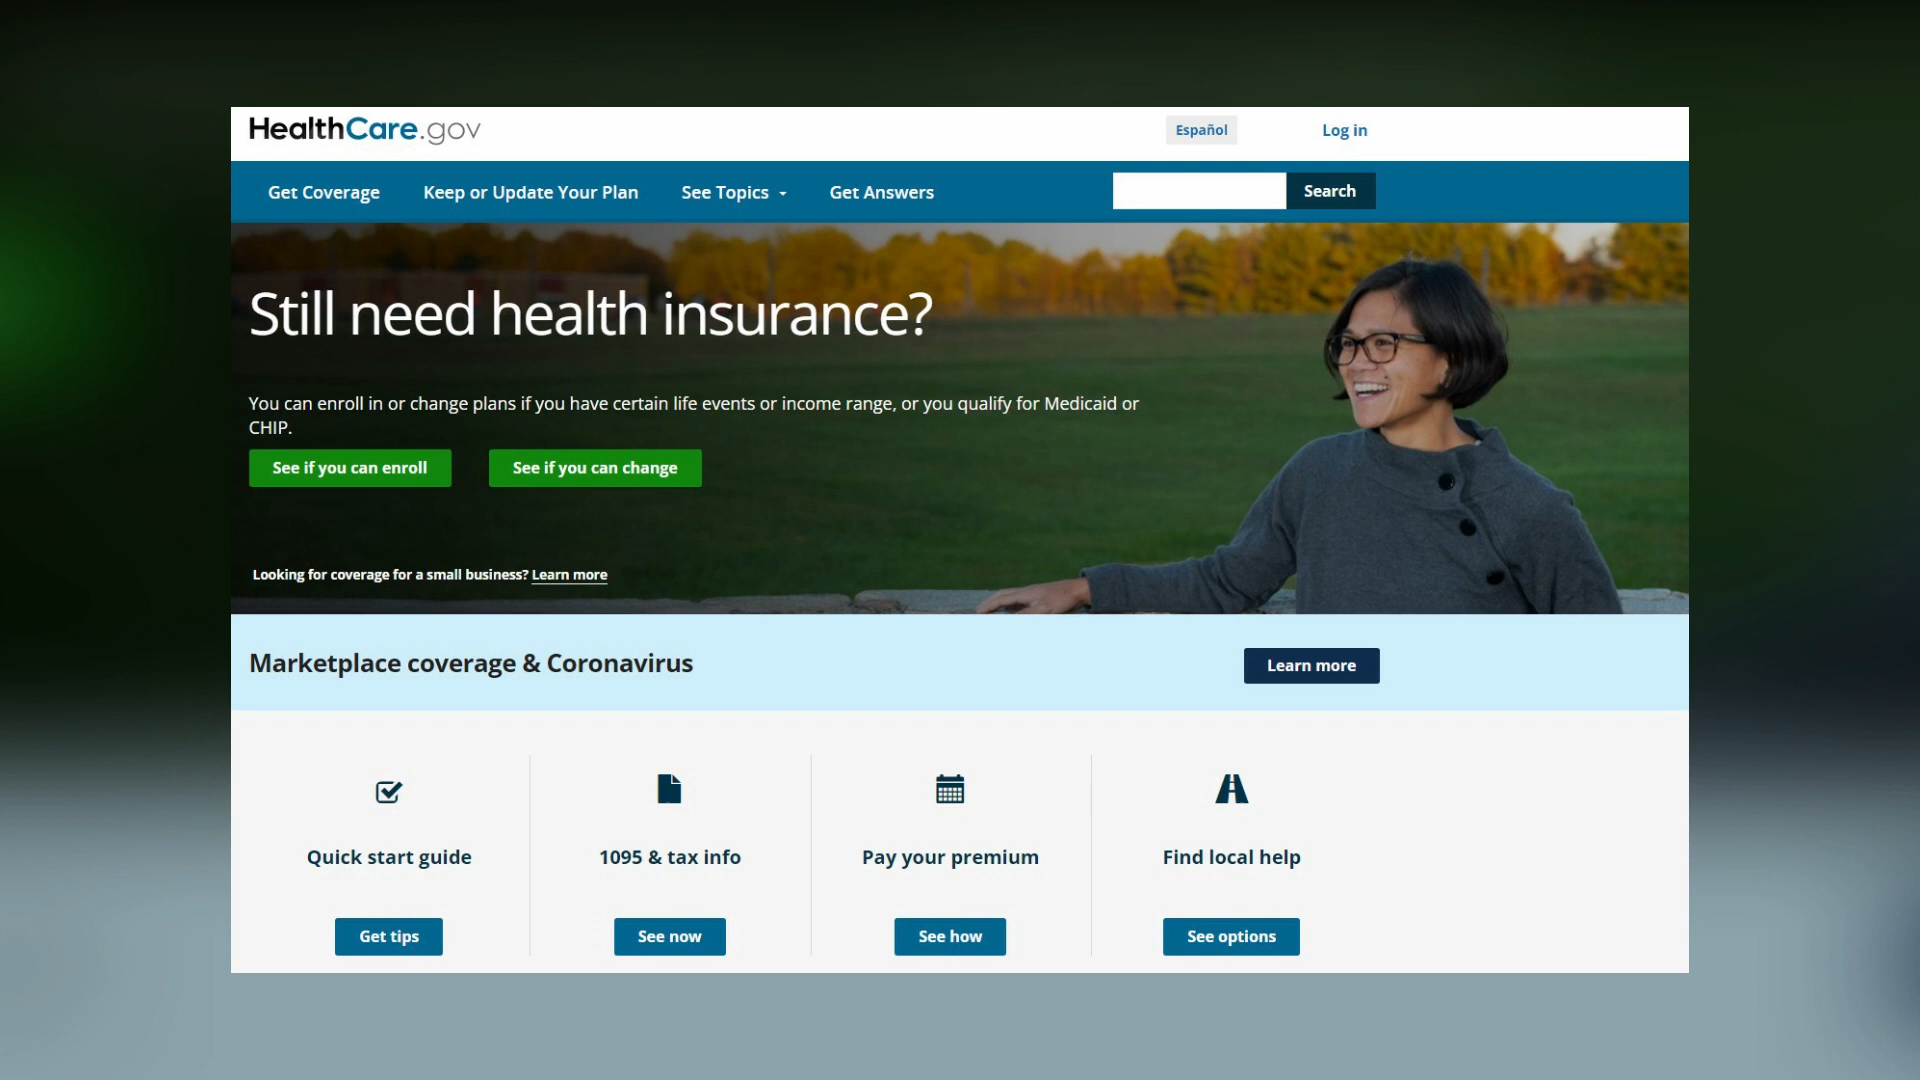 HealthCare.gov
Español
Log in
Get Coverage
Keep or Update Your Plan
See Topics
Get Answers
Search
Still need health insurance?
You can enroll in or change plans if you have certain life events or income range, or you qualify for Medicaid or
CHIP.
See if you can enroll
See if you can change
Looking for coverage for a small business? Learn more
Marketplace coverage & Coronavirus
Learn more
Quick start guide
1095 & tax info
Pay your premium
Find local help
Get tips
See now
See how
See options